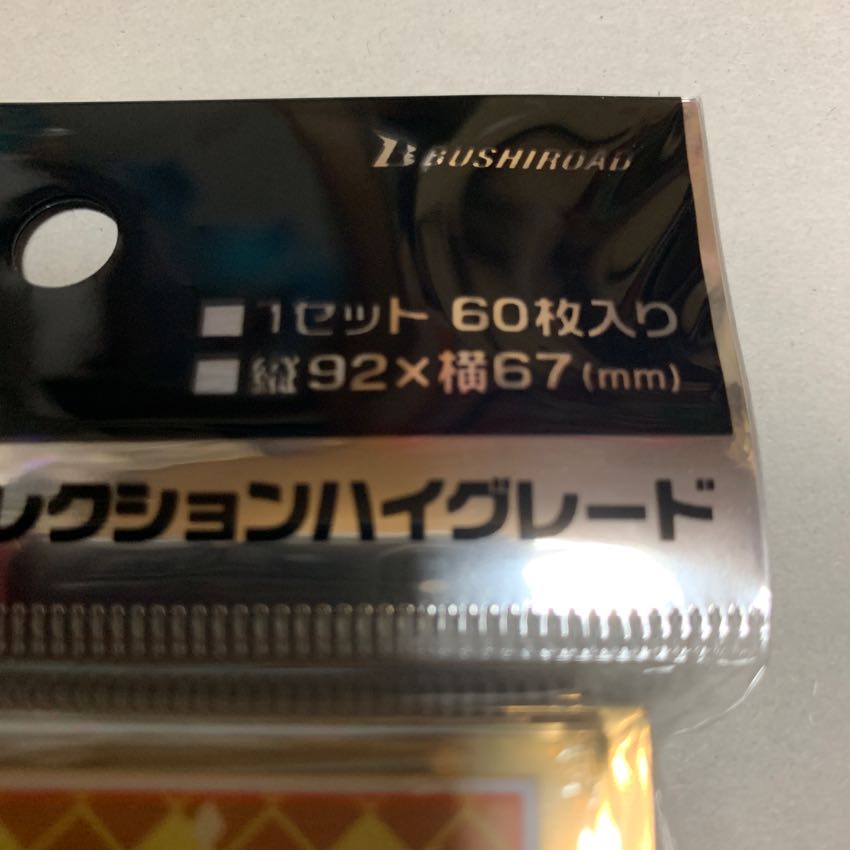 BUSHIROAD
■1セット 60枚入り
■縦92×横67(mm)
レクションハイグレード